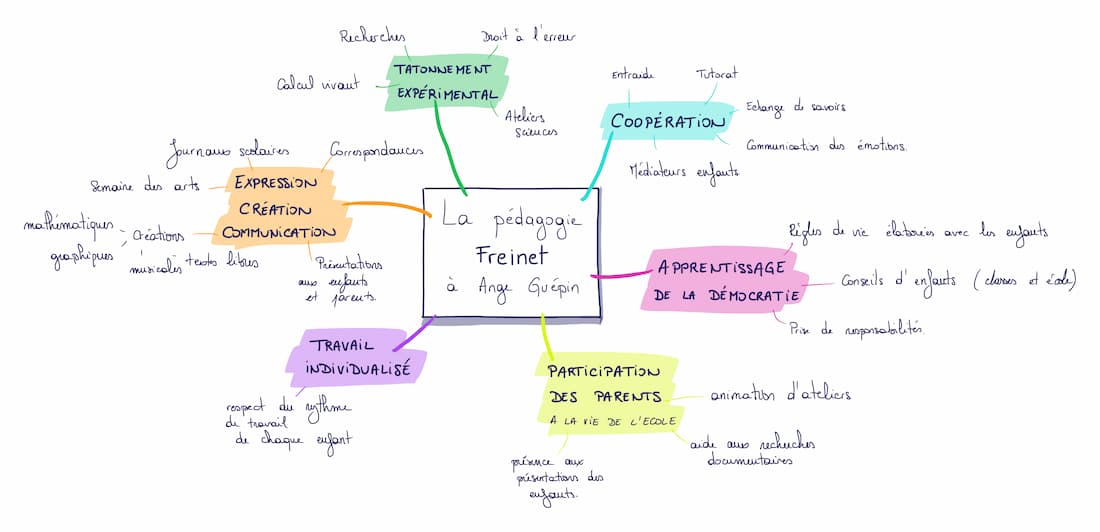 La pédagogie
Freinet
à Ange Guépin
TATONNEMENT
EXPÉRIMENTAL
Recherches
Droit à l'erreur
Calcul vivant
Ateliers
Sciences
COOPÉRATION
Entraide
Tutorat
Echange de savoirs
Communication des émotions.
Médiateurs enfants
APPRENTISSAGE
DE LA DÉMOCRATIE
Règles de vie élaborées avec les enfants
Conseils d'enfants (classes et école)
Prise de responsabilités.
PARTICIPATION
DES PARENTS
A LA VIE DE L'ECOLE
animation d'ateliers
aide aux recherches
documentaires
présence aux
présentations des
enfants.
TRAVAIL
INDIVIDUALISÉ
respect du rythme
de travail
de chaque enfant
EXPRESSION
CRÉATION
COMMUNICATION
Journaux scolaires
Correspondances
Semaine des arts
Créations
mathématiques
graphiques
musicales
textes libres
Présentations
aux enfants
et parents.